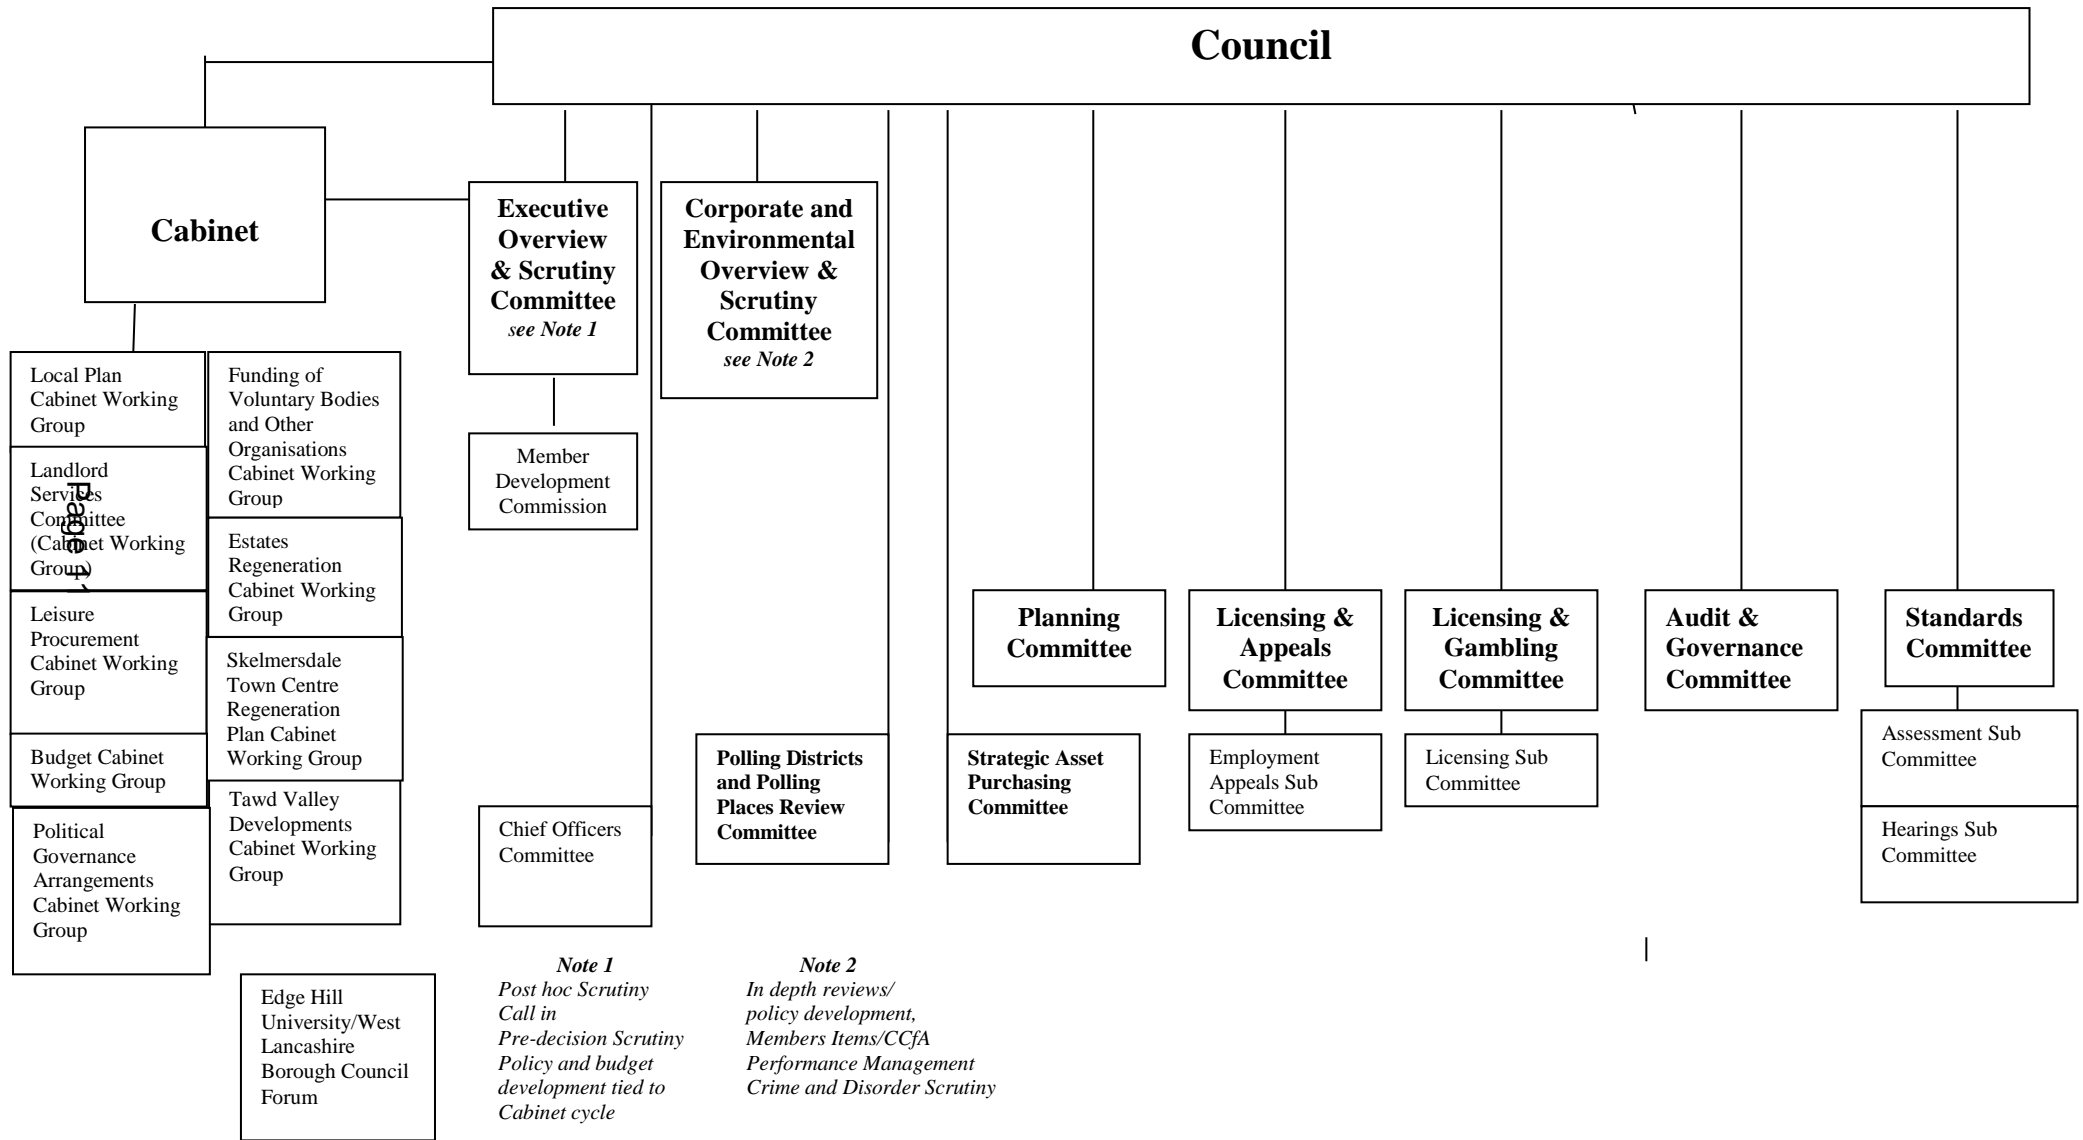 Council
Cabinet
Executive
Overview
& Scrutiny
Committee
see Note 1
Corporate and
Environmental
Overview &
Scrutiny
Committee
see Note 2
Local Plan
Cabinet Working
Group
Funding of
Voluntary Bodies
and Other
Organisations
Cabinet Working
Group
Landlord
Services
Committee
(Cabinet Working
Group)
Page 11
Member
Development
Commission
Estates
Regeneration
Cabinet Working
Group
Leisure
Procurement
Cabinet Working
Group
Skelmersdale
Town Centre
Regeneration
Plan Cabinet
Working Group
Budget Cabinet
Working Group
Tawd Valley
Developments
Cabinet Working
Group
Political
Governance
Arrangements
Cabinet Working
Group
Planning
Committee
Licensing &
Appeals
Committee
Licensing &
Gambling
Committee
Audit &
Governance
Committee
Standards
Committee
Chief Officers
Committee
Polling Districts
and Polling
Places Review
Committee
Strategic Asset
Purchasing
Committee
Employment
Appeals Sub
Committee
Licensing Sub
Committee
Assessment Sub
Committee
Hearings Sub
Committee
Edge Hill
University/West
Lancashire
Borough Council
Forum
Note 1
Post hoc Scrutiny
Call in
Pre-decision Scrutiny
Policy and budget
development tied to
Cabinet cycle
Note 2
In depth reviews/
policy development,
Members Items/CCfA
Performance Management
Crime and Disorder Scrutiny